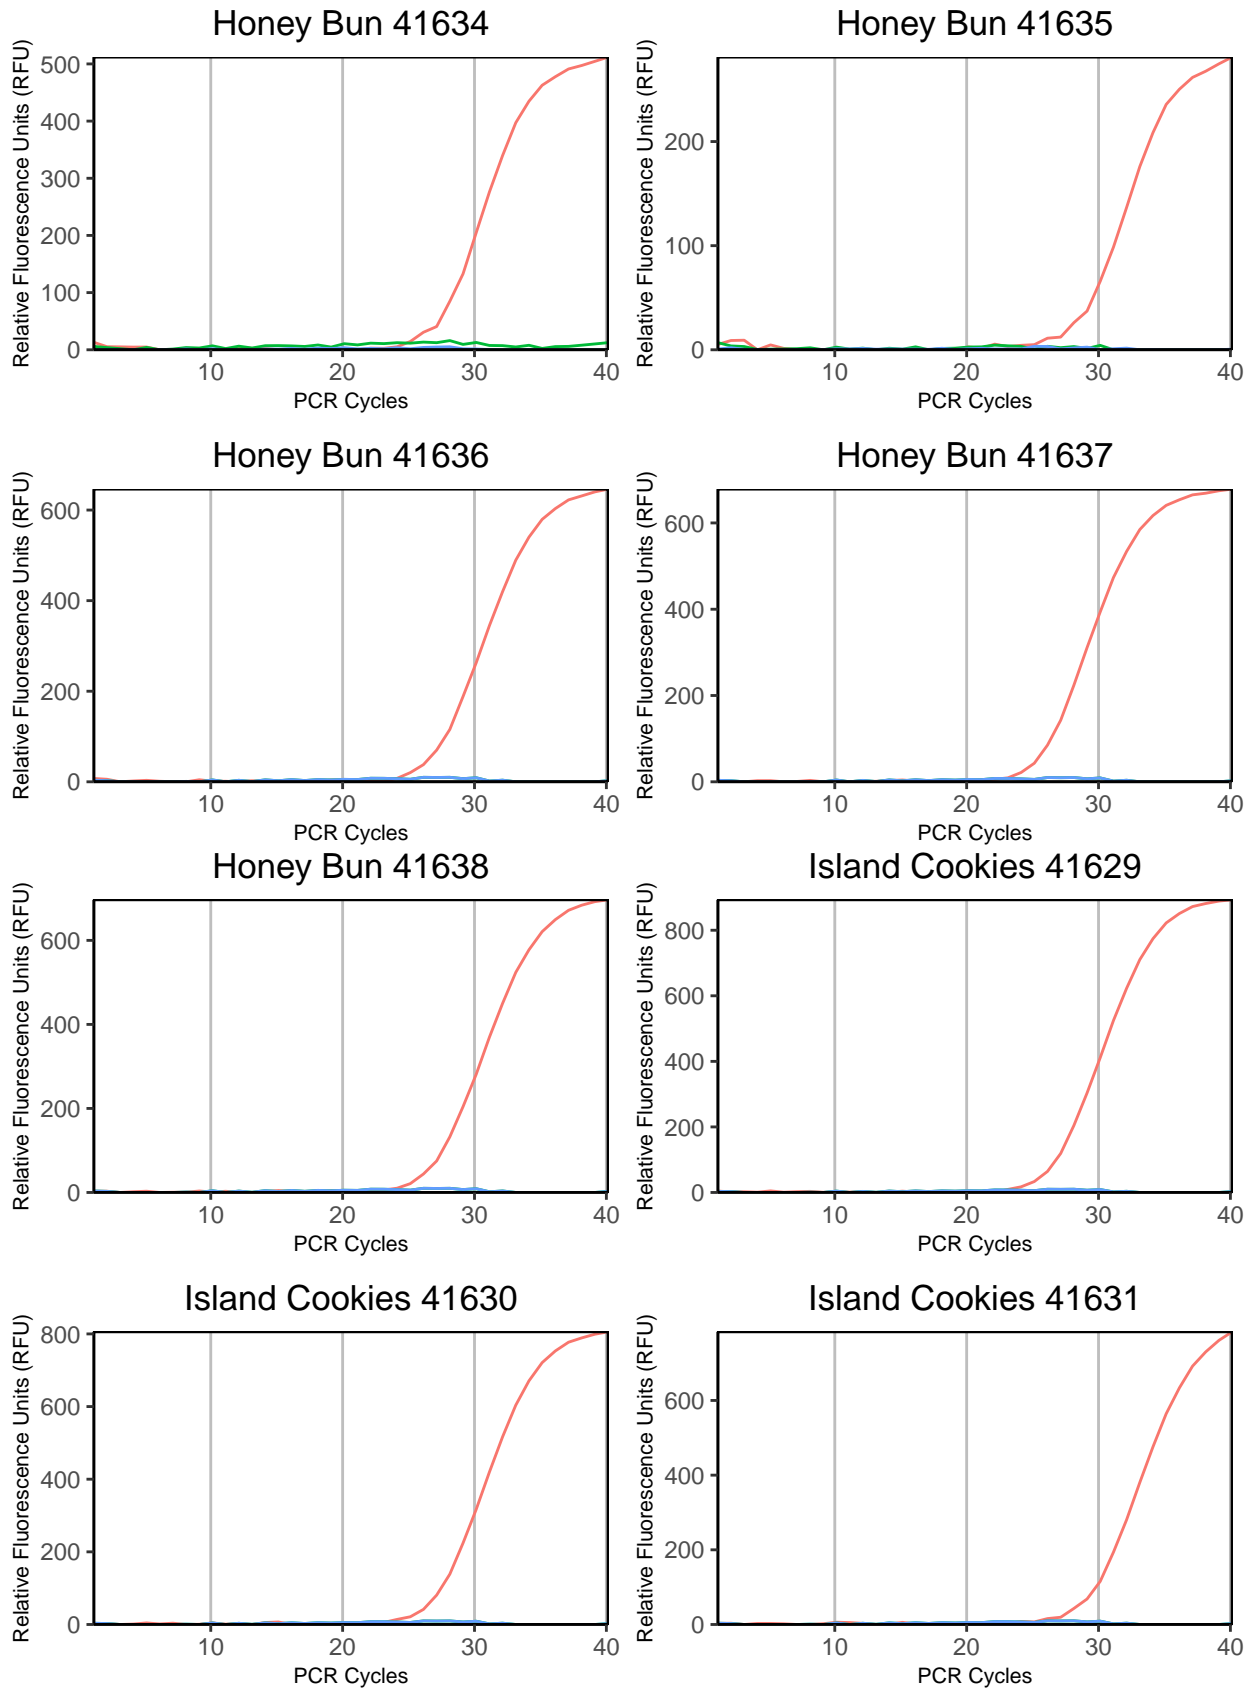 Honey Bun 41634
Relative Fluorescence Units (RFU)
500
400
300
200
100
0
10 20 30 40
PCR Cycles
Honey Bun 41635
Relative Fluorescence Units (RFU)
200
100
0
10 20 30 40
PCR Cycles
Honey Bun 41636
Relative Fluorescence Units (RFU)
600
400
200
0
10 20 30 40
PCR Cycles
Honey Bun 41637
Relative Fluorescence Units (RFU)
600
400
200
0
10 20 30 40
PCR Cycles
Honey Bun 41638
Relative Fluorescence Units (RFU)
600
400
200
0
10 20 30 40
PCR Cycles
Island Cookies 41629
Relative Fluorescence Units (RFU)
800
600
400
200
0
10 20 30 40
PCR Cycles
Island Cookies 41630
Relative Fluorescence Units (RFU)
800
600
400
200
0
10 20 30 40
PCR Cycles
Island Cookies 41631
Relative Fluorescence Units (RFU)
600
400
200
0
10 20 30 40
PCR Cycles